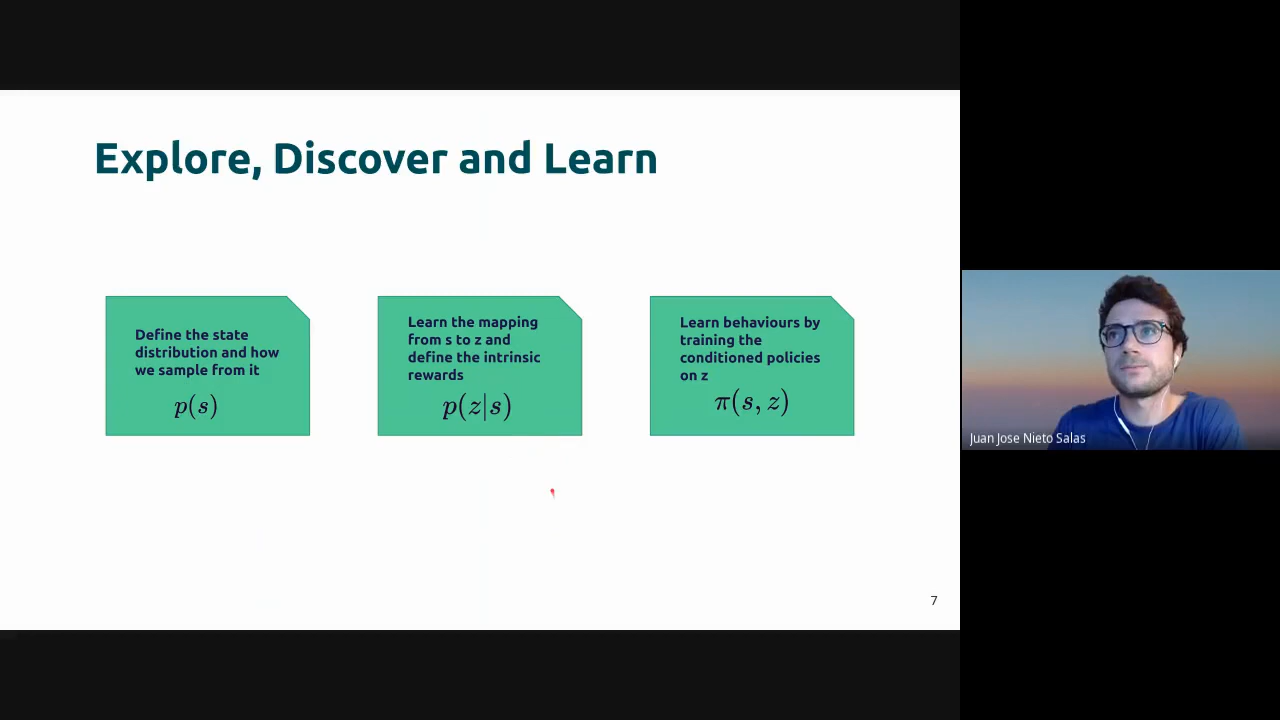 Explore, Discover and Learn
Define the state
distribution and how
we sample from it
p(s)
Learn the mapping
from s to z and
define the intrinsic
rewards
p(z|s)
Learn behaviours by
training the
conditioned policies
on z
π(s, z)
Juan Jose Nieto Salas
7